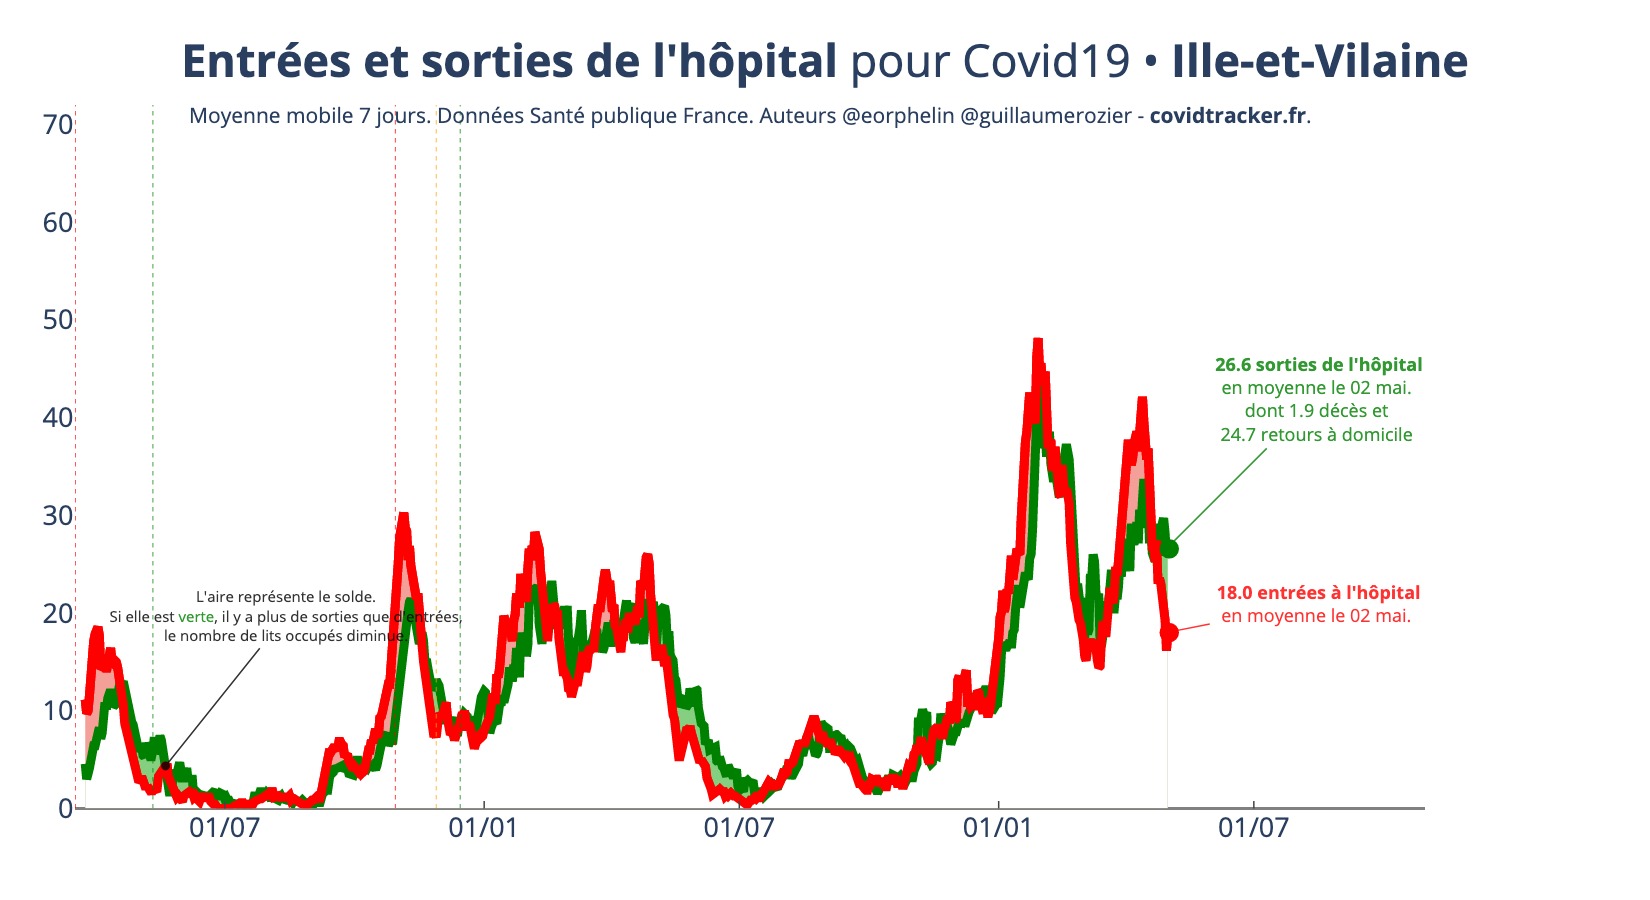 Entrées et sorties de l'hôpital pour Covid19 • Ille-et-Vilaine
Moyenne mobile 7 jours. Données Santé publique France. Auteurs @eorphelin @guillaumerozier - covidtracker.fr.
70
60
50
40
30
20
10
0
26.6 sorties de l'hôpital
en moyenne le 02 mai.
dont 1.9 décès et
24.7 retours à domicile
18.0 entrées à l'hôpital
en moyenne le 02 mai.
L'aire représente le solde.
Si elle est verte, il y a plus de sorties que d'entrées,
le nombre de lits occupés diminue.
01/07
01/01
01/07
01/01
01/07